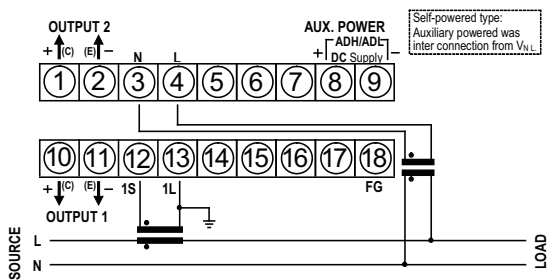 OUTPUT 2
AUX. POWER
Self-powered type:
Auxiliary powered was
inter connection from VN L.
+ (C) (E) − N L + ADH/ADL −
DC Supply
1 2 3 4 5 6 7 8 9
10 11 12 13 14 15 16 17 18
+ (C) (E) − 1S 1L FG
OUTPUT 1
SOURCE
L
N
LOAD